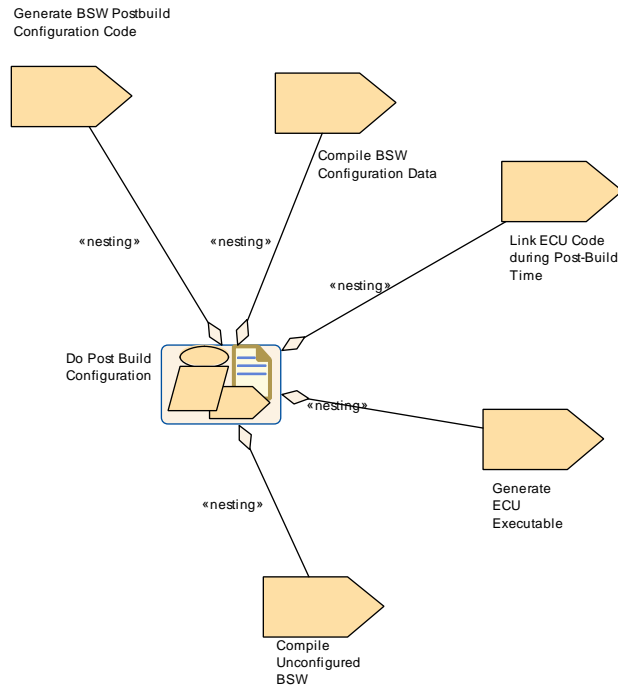 Generate BSW Postbuild
Configuration Code
Compile BSW
Configuration Data
«nesting»
«nesting»
Link ECU Code
during Post-Build
Time
«nesting»
Do Post Build
Configuration
«nesting»
Generate
ECU
Executable
«nesting»
Compile
Unconfigured
BSW